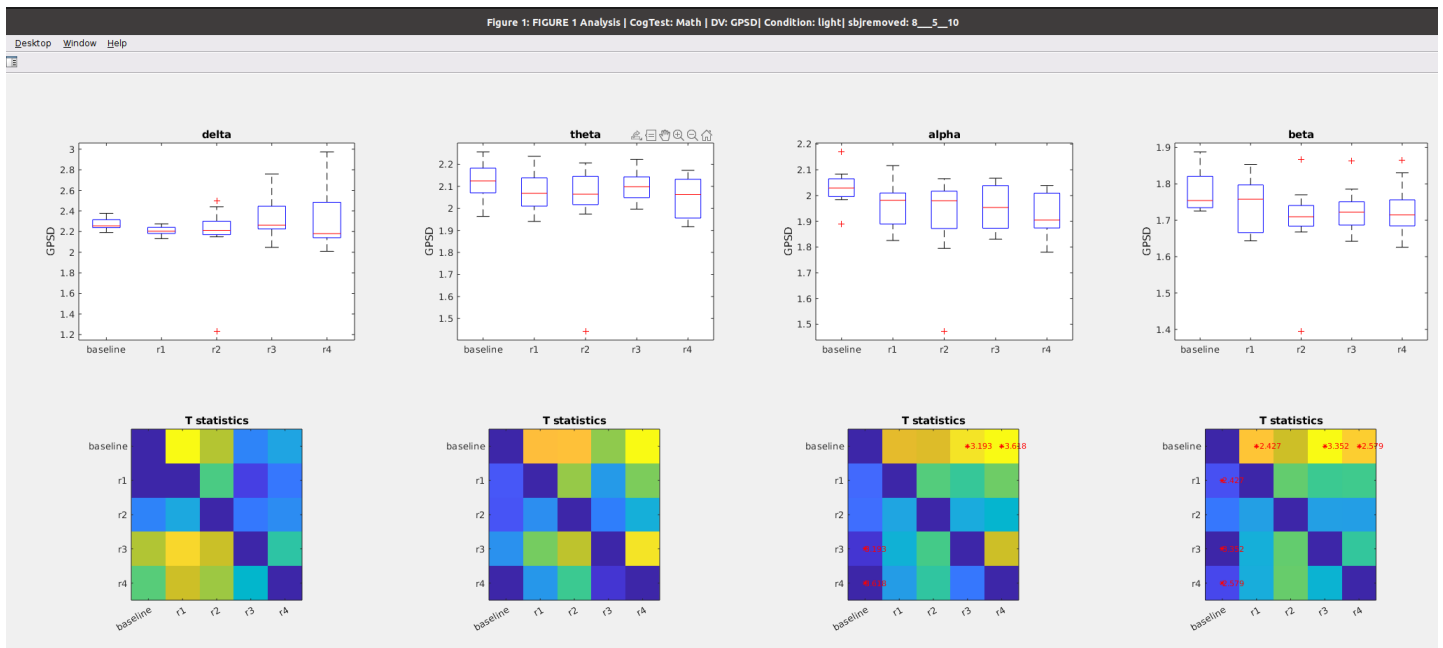 Figure 1: FIGURE 1 Analysis | CogTest: Math | DV: GPSD| Condition: light| sbjremoved: 8___5__10
Desktop Window Help
delta
GPSD
3
2.8
2.6
2.4
2.2
2
1.8
1.6
1.4
1.2
baseline r1 r2 r3 r4
theta
GPSD
2.2
2.1
2
1.9
1.8
1.7
1.6
1.5
baseline r1 r2 r3 r4
alpha
GPSD
2.2
2.1
2
1.9
1.8
1.7
1.6
1.5
baseline r1 r2 r3 r4
beta
GPSD
1.9
1.8
1.7
1.6
1.5
1.4
baseline r1 r2 r3 r4
T statistics
baseline
r1
r2
r3
r4
baseline r1 r2 r3 r4
T statistics
baseline r1 r2 r3 r4
T statistics
baseline
*3.193 *3.618
r1
r2
r3
r4
baseline r1 r2 r3 r4
T statistics
baseline
*2.427 *3.352 *2.579
r1
r2
r3
r4
baseline r1 r2 r3 r4